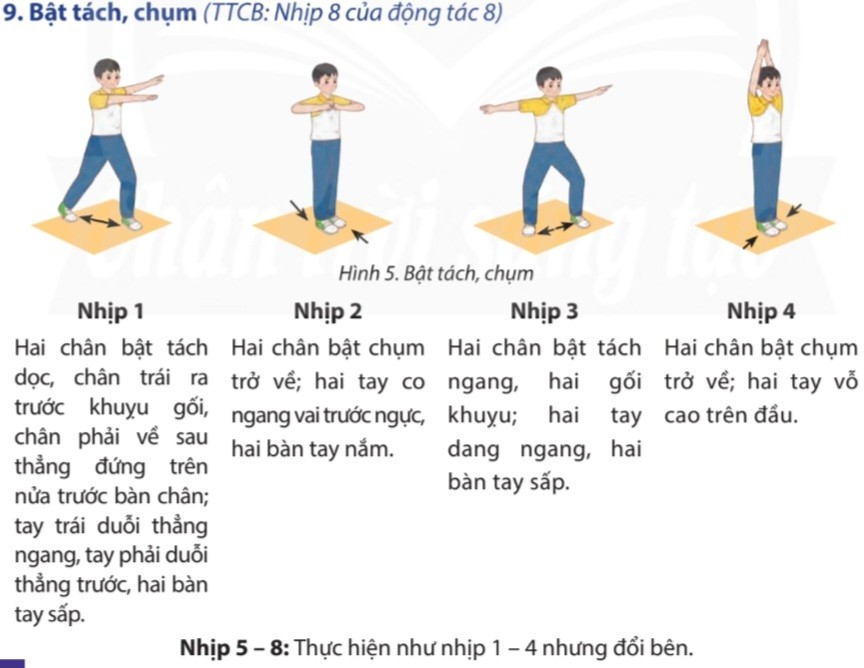 9. Bật tách, chụm (TTCB: Nhịp 8 của động tác 8)
Chân trời sáng tạo
Hình 5. Bật tách, chụm
Nhịp 1
Hai chân bật tách
dọc, chân trái ra
trước khuỵu gối,
chân phải về sau
thẳng đứng trên
nửa trước bàn chân;
tay trái duỗi thẳng
ngang, tay phải duỗi
thẳng trước, hai bàn
tay sấp.
Nhịp 2
Hai chân bật chụm
trở về; hai tay co
ngang vai trước ngực,
hai bàn tay nắm.
Nhịp 3
Hai chân bật tách
ngang, hai gối
khuỵu; hai tay
dang ngang, hai
bàn tay sấp.
Nhịp 4
Hai chân bật chụm
trở về; hai tay vỗ
cao trên đầu.
Nhịp 5 – 8: Thực hiện như nhịp 1 – 4 nhưng đổi bên.